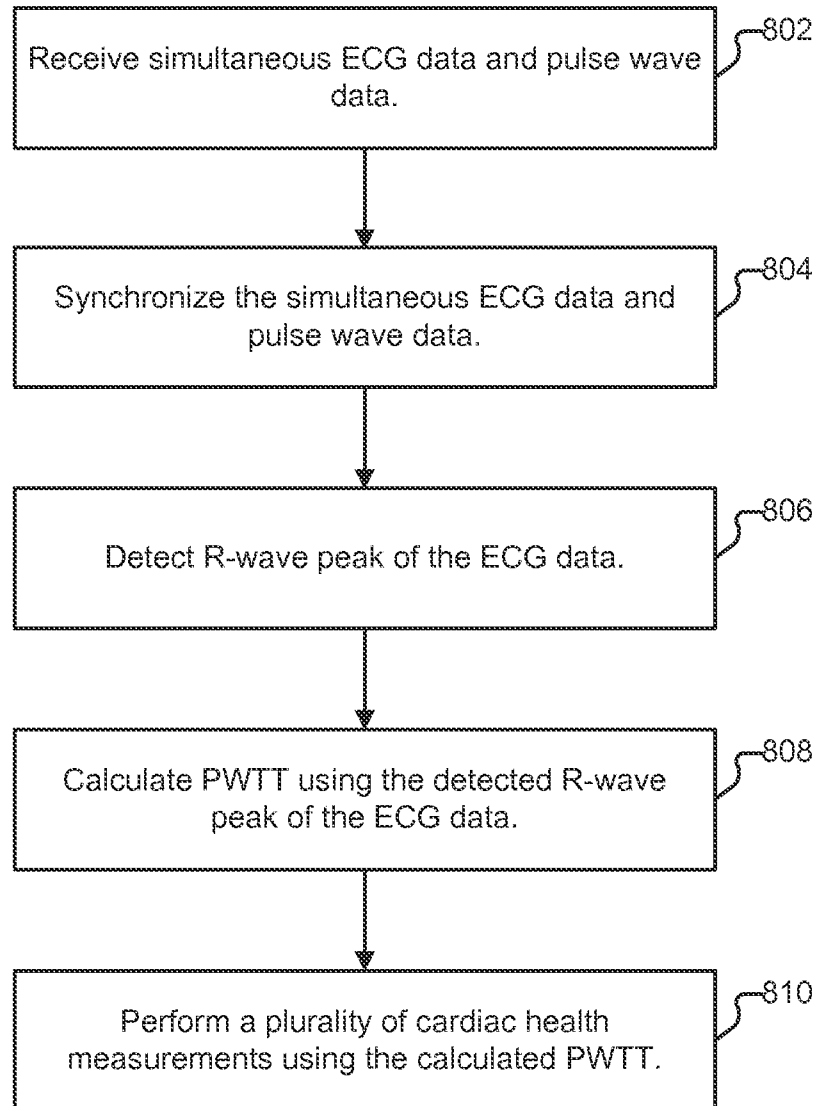 802
Receive simultaneous ECG data and pulse wave
data.
804
Synchronize the simultaneous ECG data and
pulse wave data.
806
Detect R-wave peak of the ECG data.
808
Calculate PWTT using the detected R-wave
peak of the ECG data.
810
Perform a plurality of cardiac health
measurements using the calculated PWTT.